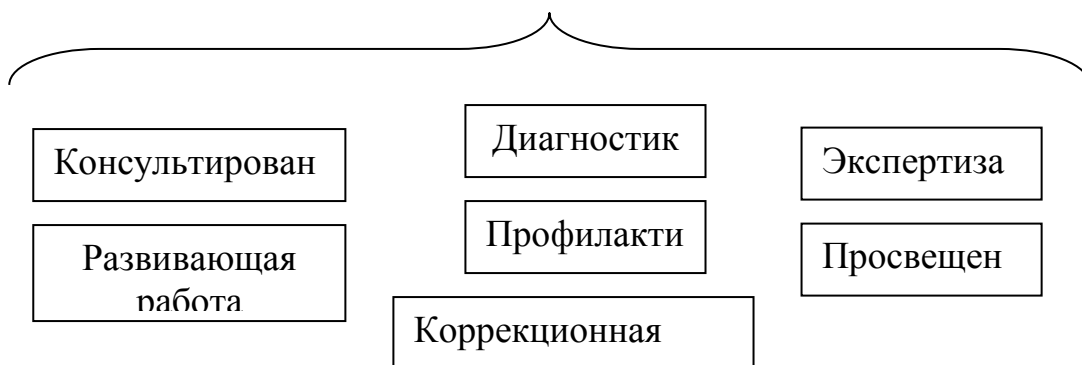 Консультирован
Развивающая
работа
Диагностик
Профилакти
Коррекционная
Экспертиза
Просвещен